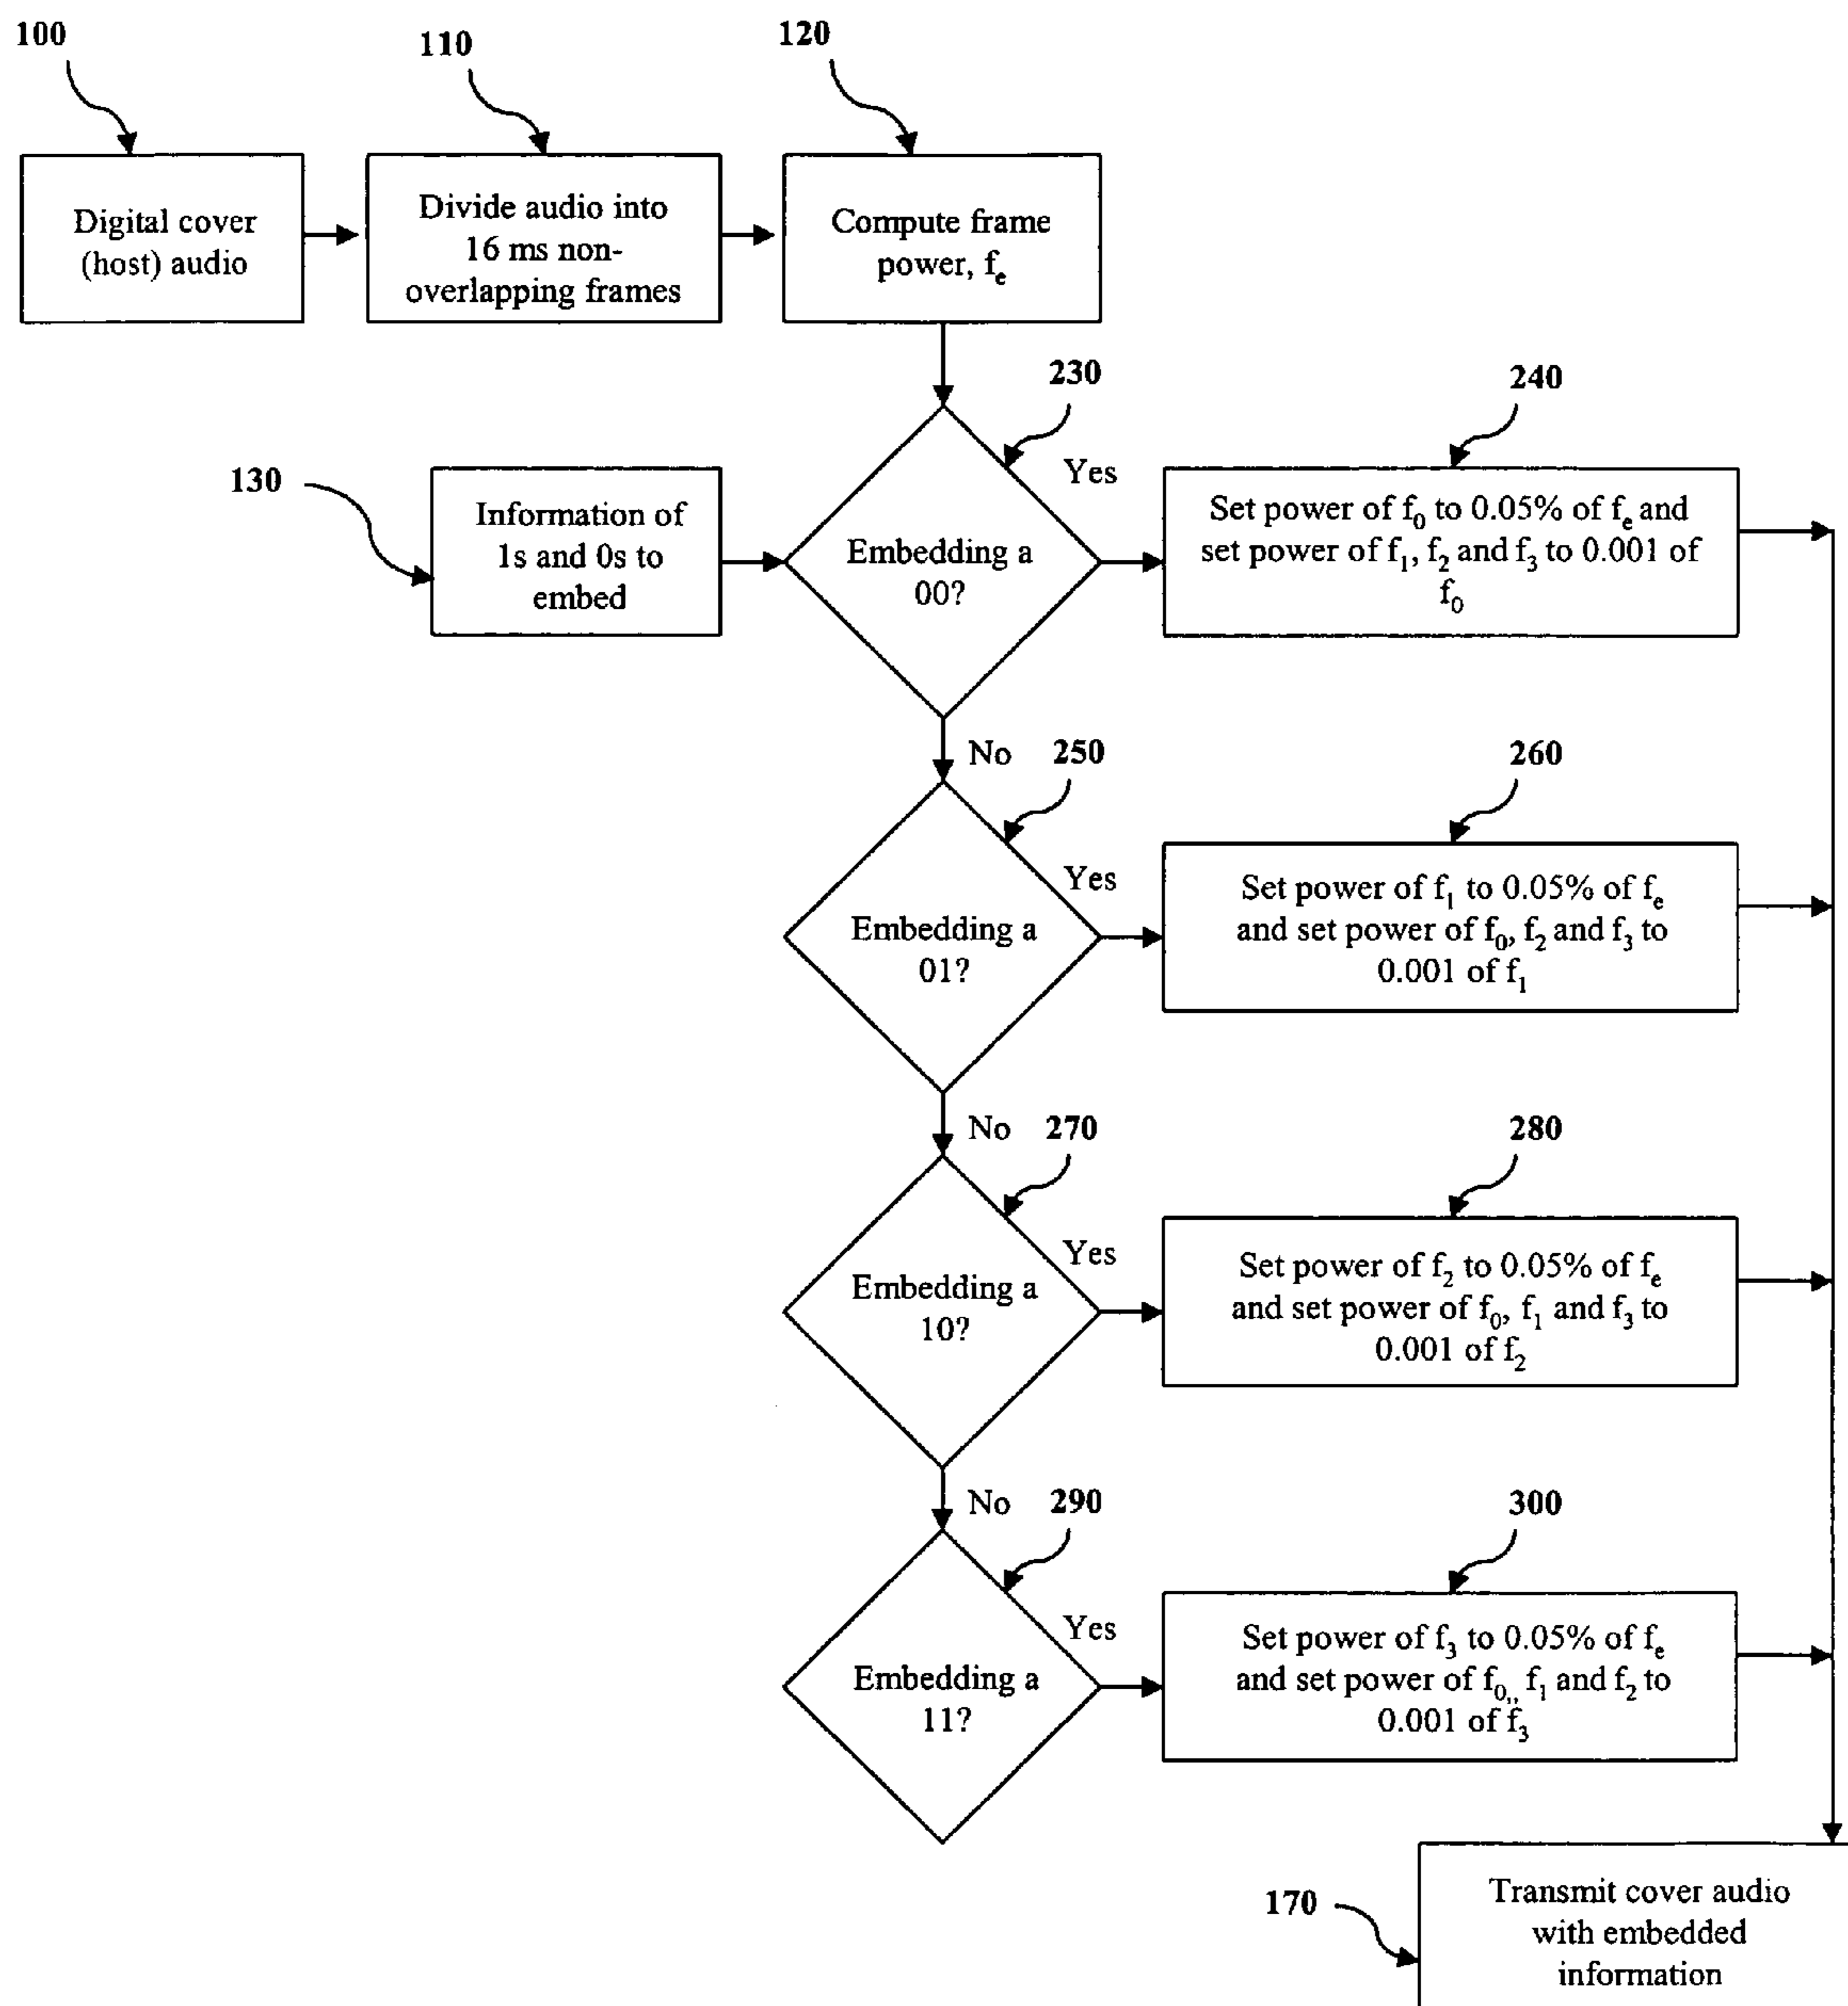 100
110
120
Digital cover
(host) audio
Divide audio into
16 ms non-
overlapping frames
Compute frame
power, fₑ
230
240
130
Information of
1s and 0s to
embed
Embedding a
00?
Yes
Set power of f₀ to 0.05% of fₑ and
set power of f₁, f₂ and f₃ to 0.001 of
f₀
No
250
260
Embedding a
01?
Yes
Set power of f₁ to 0.05% of fₑ
and set power of f₀, f₂ and f₃ to
0.001 of f₁
No
270
280
Embedding a
10?
Yes
Set power of f₂ to 0.05% of fₑ
and set power of f₀, f₁ and f₃ to
0.001 of f₂
No
290
300
Embedding a
11?
Yes
Set power of f₃ to 0.05% of fₑ
and set power of f₀,, f₁ and f₂ to
0.001 of f₃
170
Transmit cover audio
with embedded
information